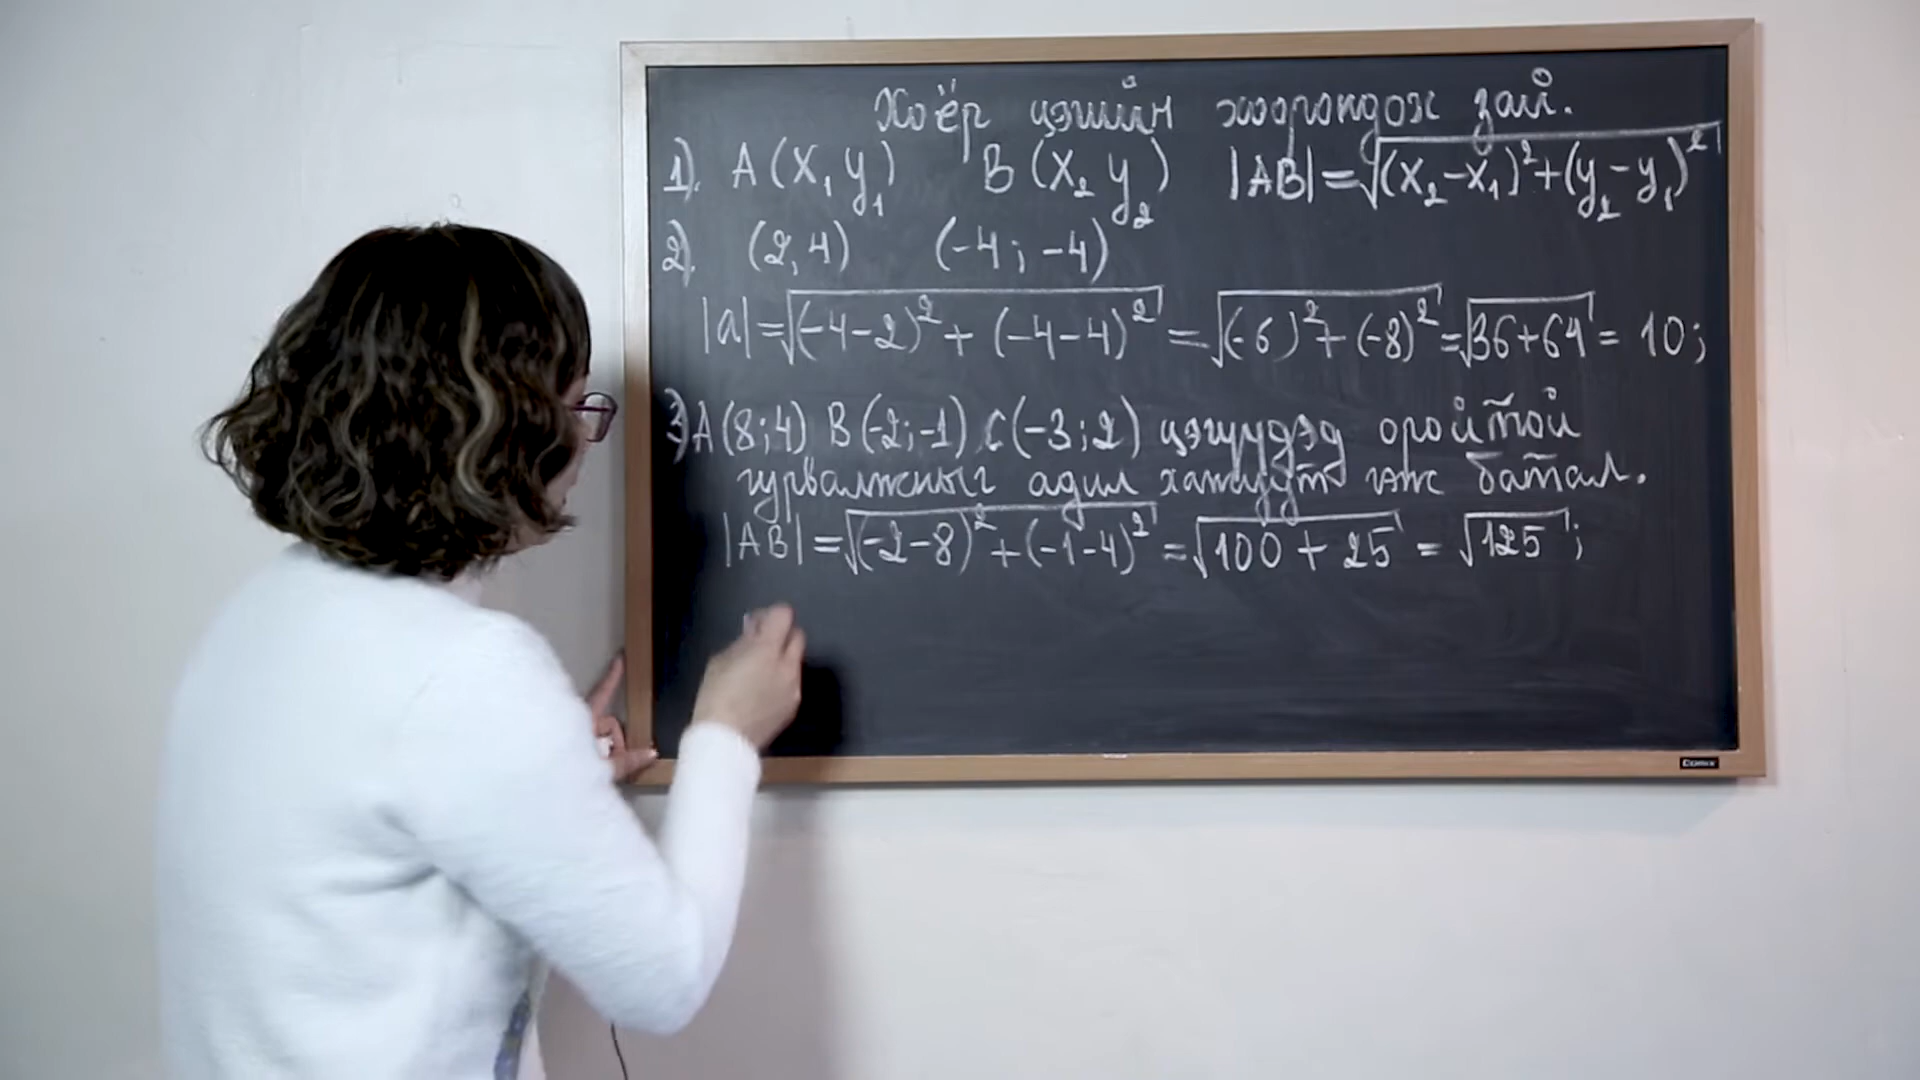 Хоёр цэгийн хоорондох зай.
1). A(x₁ y₁) B(x₂ y₂) |AB|=√((x₂-x₁)²+(y₂-y₁)²)
2). (2,4) (-4; -4)
|a|=√((-4-2)²+(-4-4)²)=√((-6)²+(-8)²)=√(36+64)=10;
3) A(8;4) B(-2;-1) C(-3;2) цэгүүдэд оройтой
гурвалжныг адил хажуут гэж батал.
|AB|=√((-2-8)²+(-1-4)²)=√(100+25)=√125;
Comix